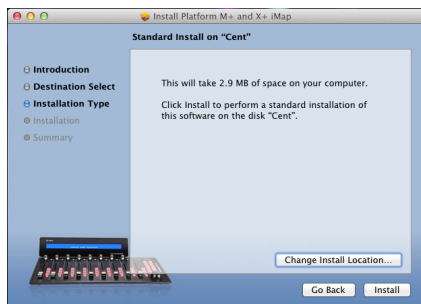 Install Platform M+ and X+ iMap
Standard Install on "Cent"
Introduction
Destination Select
Installation Type
Installation
Summary
This will take 2.9 MB of space on your computer.
Click Install to perform a standard installation of
this software on the disk "Cent".
Change Install Location...
Go Back
Install